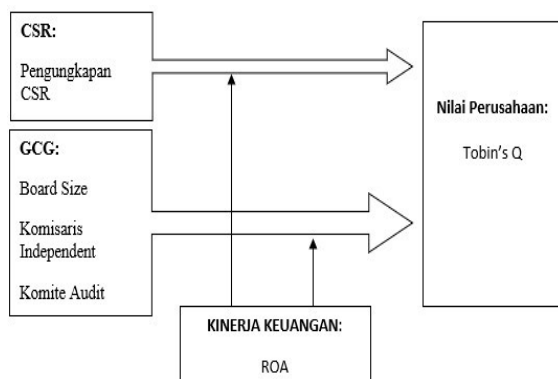 CSR:
Pengungkapan
CSR
GCG:
Board Size
Komisaris
Independent
Komite Audit
Nilai Perusahaan:
Tobin's Q
KINERJA KEUANGAN:
ROA